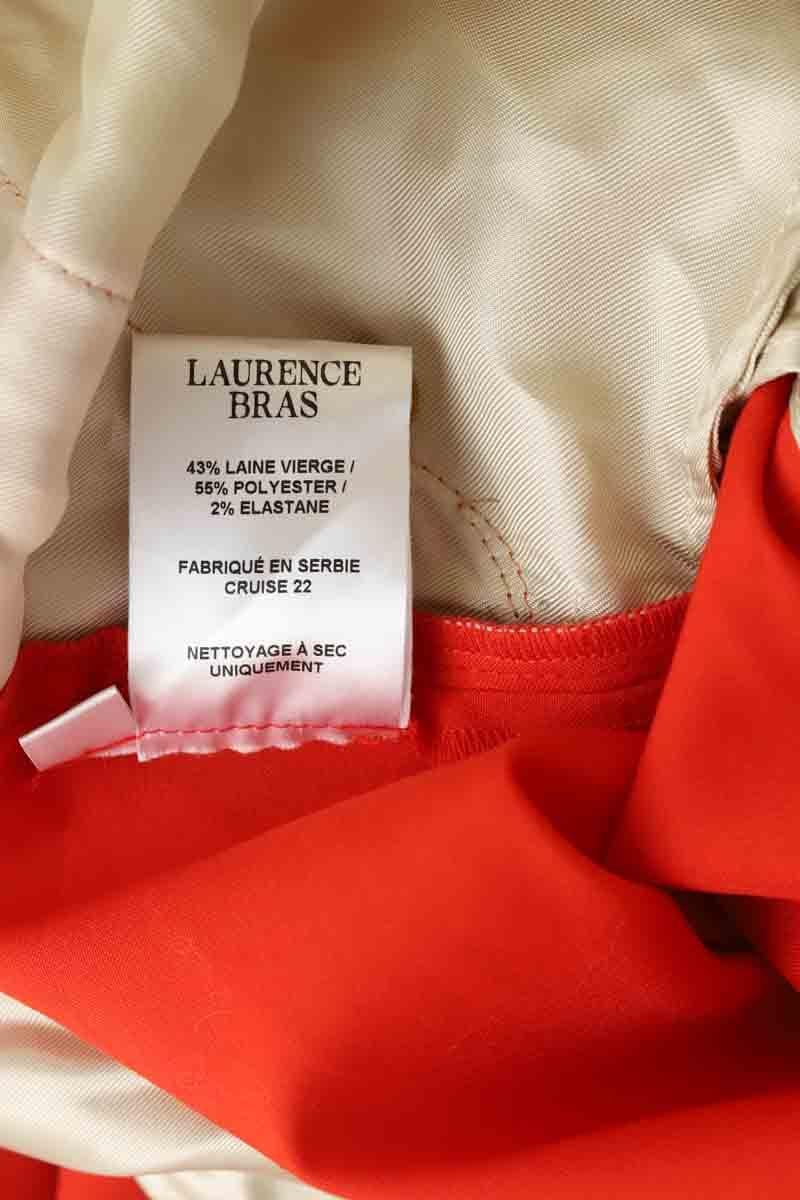 LAURENCE
BRAS
43% LAINE VIERGE /
55% POLYESTER /
2% ELASTANE
FABRIQUÉ EN SERBIE
CRUISE 22
NETTOYAGE À SEC
UNIQUEMENT